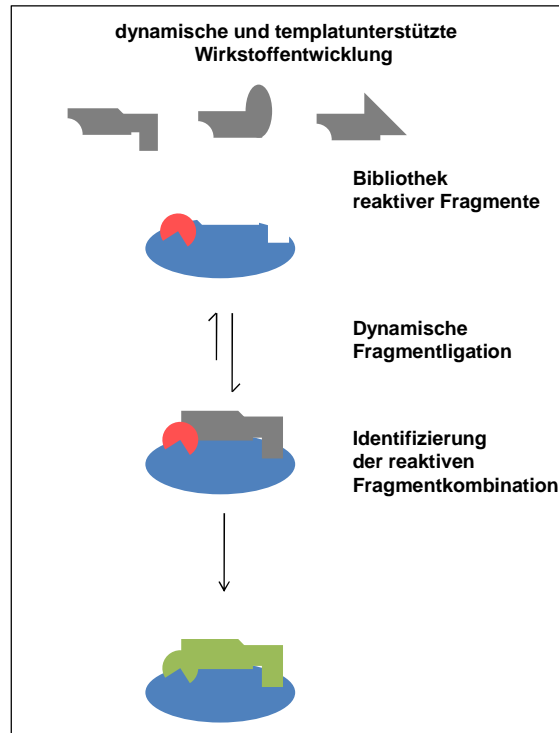 dynamische und templatunterstützte
Wirkstoffentwicklung
Bibliothek
reaktiver Fragmente
Dynamische
Fragmentligation
Identifizierung
der reaktiven
Fragmentkombination